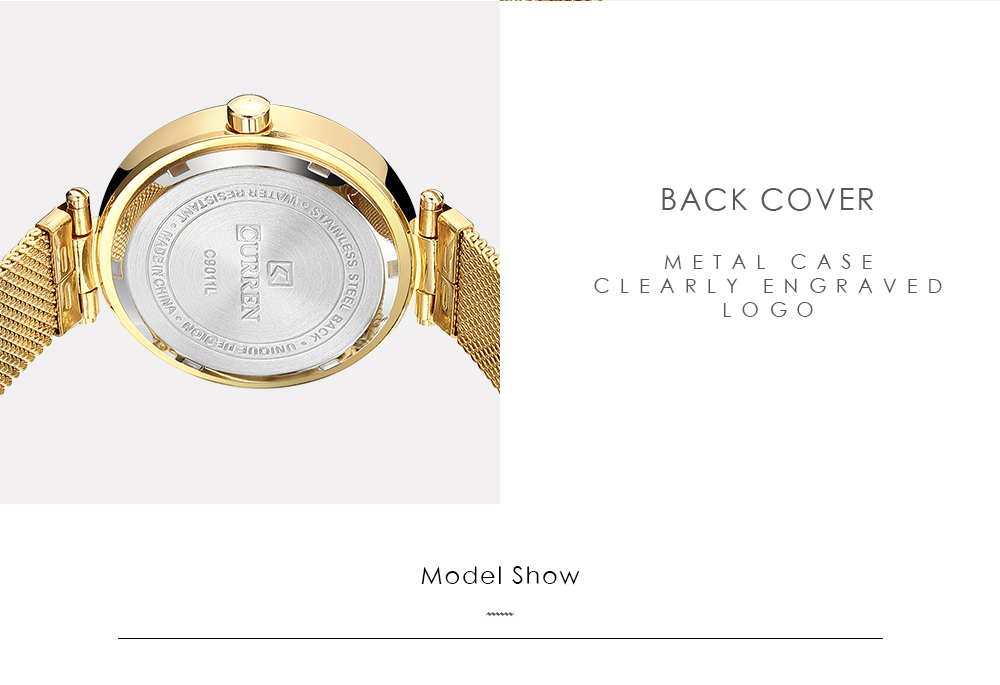 CURREN
C9011L
STAINLESS STEEL BACK • UNIQUE DESIGN • MADE IN CHINA • WATER RESISTANT •
BACK COVER
METAL CASE
CLEARLY ENGRAVED
LOGO
Model Show